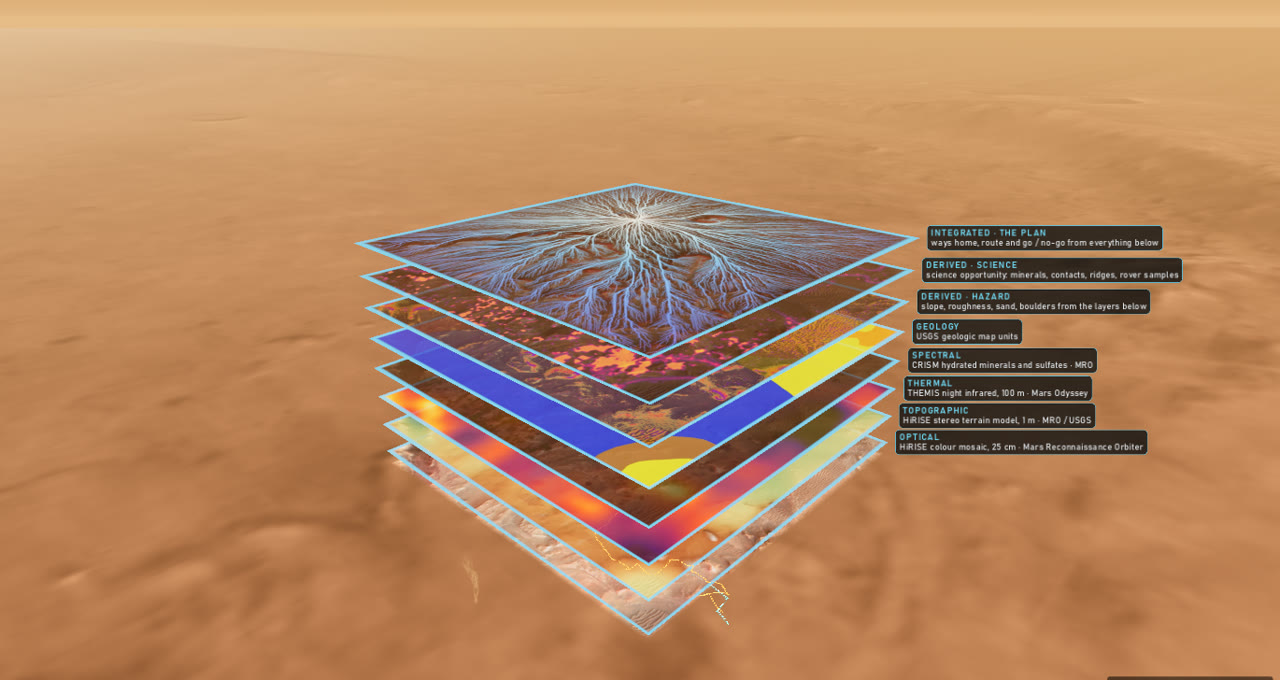 INTEGRATED · THE PLAN
ways home, route and go / no-go from everything below
DERIVED · SCIENCE
science opportunity: minerals, contacts, ridges, rover samples
DERIVED · HAZARD
slope, roughness, sand, boulders from the layers below
GEOLOGY
USGS geologic map units
SPECTRAL
CRISM hydrated minerals and sulfates · MRO
THERMAL
THEMIS night infrared, 100 m · Mars Odyssey
TOPOGRAPHIC
HiRISE stereo terrain model, 1 m · MRO / USGS
OPTICAL
HiRISE colour mosaic, 25 cm · Mars Reconnaissance Orbiter